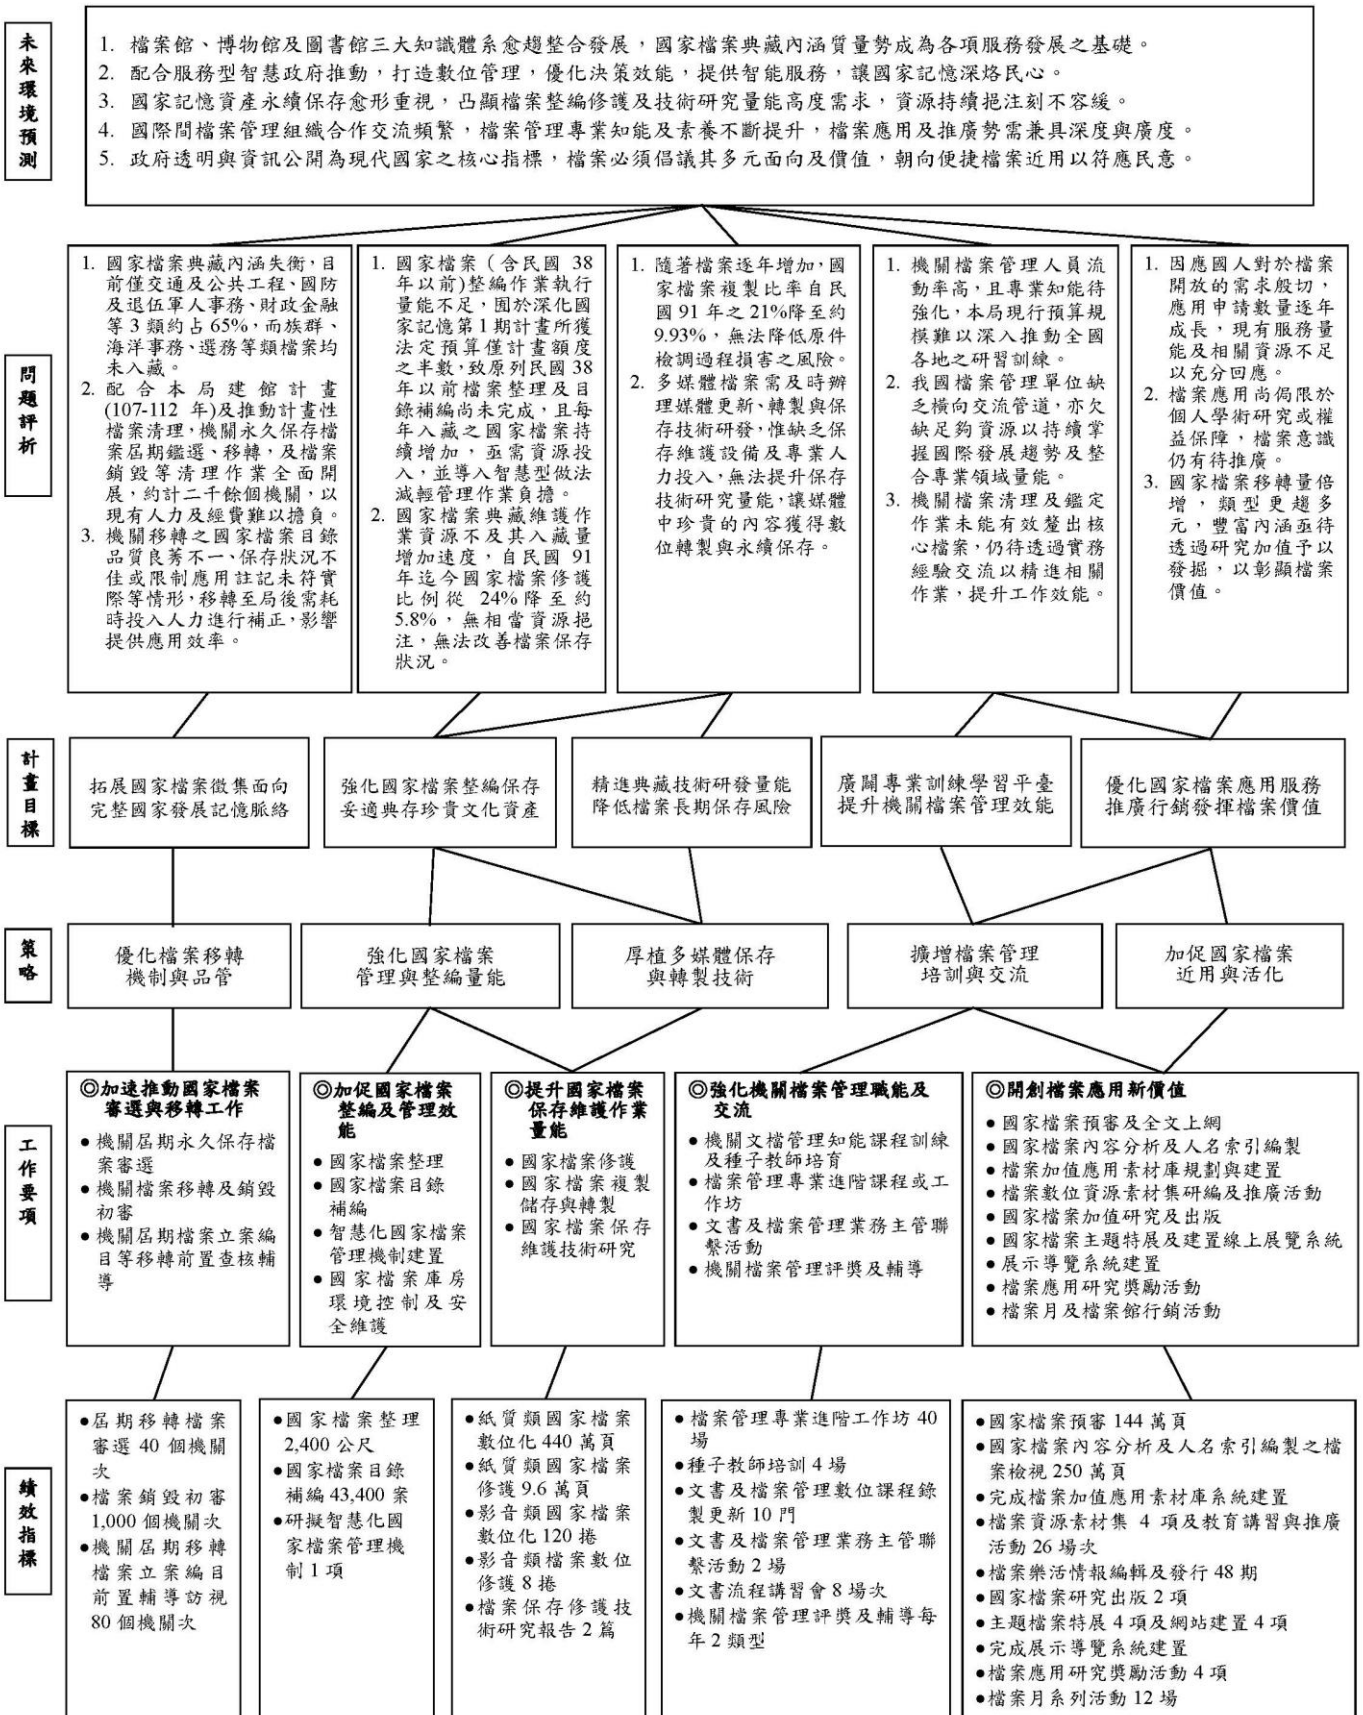 未來環境預測
1. 檔案館、博物館及圖書館三大知識體系愈趨整合發展，國家檔案典藏內涵質量勢成為各項服務發展之基礎。
2. 配合服務型智慧政府推動，打造數位管理，優化決策效能，提供智能服務，讓國家記憶深烙民心。
3. 國家記憶資產永續保存愈形重視，凸顯檔案整編修護及技術研究量能高度需求，資源持續挹注刻不容緩。
4. 國際間檔案管理組織合作交流頻繁，檔案管理專業知能及素養不斷提升，檔案應用及推廣勢需兼具深度與廣度。
5. 政府透明與資訊公開為現代國家之核心指標，檔案必須倡議其多元面向及價值，朝向便捷檔案近用以符應民意。
問題評析
1. 國家檔案典藏內涵失衡，目
前僅交通及公共工程、國防
及退伍軍人事務、財政金融
等 3 類約占 65%，而族群、
海洋事務、選務等類檔案均
未入藏。
2. 配合本局建館計畫
(107-112 年)及推動計畫性
檔案清理，機關永久保存檔
案屆期鑑選、移轉，及檔案
銷毀等清理作業全面開
展，約計二千餘個機關，以
現有人力及經費難以擔負。
3. 機關移轉之國家檔案目錄
品質良莠不一、保存狀況不
佳或限制應用註記未符實
際等情形，移轉至局後需耗
時投入人力進行補正，影響
提供應用效率。
1. 國家檔案（含民國 38
年以前)整編作業執行
量能不足，囿於深化國
家記憶第 1 期計畫所獲
法定預算僅計畫額度
之半數，致原列民國 38
年以前檔案整理及目
錄補編尚未完成，且每
年入藏之國家檔案持
續增加，亟需資源投
入，並導入智慧型做法
減輕管理作業負擔。
2. 國家檔案典藏維護作
業資源不及其入藏量
增加速度，自民國 91
年迄今國家檔案修護
比例從 24%降至約
5.8%，無相當資源挹
注，無法改善檔案保存
狀況。
1. 隨著檔案逐年增加，國
家檔案複製比率自民
國 91 年之 21%降至約
9.93%，無法降低原件
檢調過程損害之風險。
2. 多媒體檔案需及時辦
理媒體更新、轉製與保
存技術研發，惟缺乏保
存維護設備及專業人
力投入，無法提升保存
技術研究量能，讓媒體
中珍貴的內容獲得數
位轉製與永續保存。
1. 機關檔案管理人員流
動率高，且專業知能待
強化，本局現行預算規
模難以深入推動全國
各地之研習訓練。
2. 我國檔案管理單位缺
乏橫向交流管道，亦欠
缺足夠資源以持續掌
握國際發展趨勢及整
合專業領域量能。
3. 機關檔案清理及鑑定
作業未能有效釐出核
心檔案，仍待透過實務
經驗交流以精進相關
作業，提升工作效能。
1. 因應國人對於檔案
開放的需求殷切，
應用申請數量逐年
成長，現有服務量
能及相關資源不足
以充分回應。
2. 檔案應用尚侷限於
個人學術研究或權
益保障，檔案意識
仍有待推廣。
3. 國家檔案移轉量倍
增，類型更趨多
元，豐富內涵亟待
透過研究加值予以
發掘，以彰顯檔案
價值。
計畫目標
拓展國家檔案徵集面向
完整國家發展記憶脈絡
強化國家檔案整編保存
妥適典存珍貴文化資產
精進典藏技術研發量能
降低檔案長期保存風險
廣闢專業訓練學習平臺
提升機關檔案管理效能
優化國家檔案應用服務
推廣行銷發揮檔案價值
策略
優化檔案移轉
機制與品管
強化國家檔案
管理與整編量能
厚植多媒體保存
與轉製技術
擴增檔案管理
培訓與交流
加促國家檔案
近用與活化
工作要項
◎加速推動國家檔案
審選與移轉工作
● 機關屆期永久保存檔
案審選
● 機關檔案移轉及銷毀
初審
● 機關屆期檔案立案編
目等移轉前置查核輔
導
◎加促國家檔案
整編及管理效
能
● 國家檔案整理
● 國家檔案目錄
補編
● 智慧化國家檔案
管理機制建置
● 國家檔案庫房
環境控制及安
全維護
◎提升國家檔案
保存維護作業
量能
● 國家檔案修護
● 國家檔案複製
儲存與轉製
● 國家檔案保存
維護技術研究
◎強化機關檔案管理職能及
交流
● 機關文檔管理知能課程訓練
及種子教師培育
● 檔案管理專業進階課程或工
作坊
● 文書及檔案管理業務主管聯
繫活動
● 機關檔案管理評獎及輔導
◎開創檔案應用新價值
● 國家檔案預審及全文上網
● 國家檔案內容分析及人名索引編製
● 檔案加值應用素材庫規劃與建置
● 檔案數位資源素材集研編及推廣活動
● 國家檔案加值研究及出版
● 國家檔案主題特展及建置線上展覽系統
● 展示導覽系統建置
● 檔案應用研究獎勵活動
● 檔案月及檔案館行銷活動
績效指標
●屆期移轉檔案
審選 40 個機關
次
●檔案銷毀初審
1,000 個機關次
●機關屆期移轉
檔案立案編目
前置輔導訪視
80 個機關次
●國家檔案整理
2,400 公尺
●國家檔案目錄
補編 43,400 案
●研擬智慧化國
家檔案管理機
制 1 項
●紙質類國家檔案
數位化 440 萬頁
●紙質類國家檔案
修護 9.6 萬頁
●影音類國家檔案
數位化 120 捲
●影音類檔案數位
修護 8 捲
●檔案保存修護技
術研究報告 2 篇
●檔案管理專業進階工作坊 40
場
●種子教師培訓 4 場
●文書及檔案管理數位課程錄
製更新 10 門
●文書及檔案管理業務主管聯
繫活動 2 場
●文書流程講習會 8 場次
●機關檔案管理評獎及輔導每
年 2 類型
●國家檔案預審 144 萬頁
●國家檔案內容分析及人名索引編製之檔
案檢視 250 萬頁
●完成檔案加值應用素材庫系統建置
●檔案資源素材集 4 項及教育講習與推廣
活動 26 場次
●檔案樂活情報編輯及發行 48 期
●國家檔案研究出版 2 項
●主題檔案特展 4 項及網站建置 4 項
●完成展示導覽系統建置
●檔案應用研究獎勵活動 4 項
●檔案月系列活動 12 場